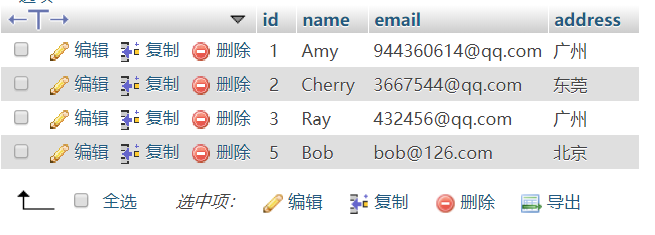 id name email address
编辑 复制 删除 1 Amy 944360614@qq.com 广州
编辑 复制 删除 2 Cherry 3667544@qq.com 东莞
编辑 复制 删除 3 Ray 432456@qq.com 广州
编辑 复制 删除 5 Bob bob@126.com 北京
全选 选中项： 编辑 复制 删除 导出